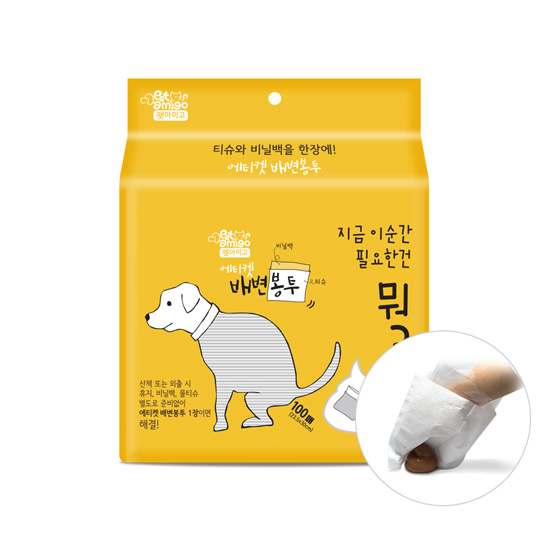 Pet amigo
펫아미고
티슈와 비닐백을 한장에!
에티켓 배변봉투
Pet amigo
펫아미고
에티켓
비닐백
배변봉투
티슈
지금 이순간
필요한건
뭐
산책 또는 외출 시
휴지, 비닐백, 물티슈
별도로 준비없이
에티켓 배변봉투 1장이면
해결!
100매
(23.5x30cm)